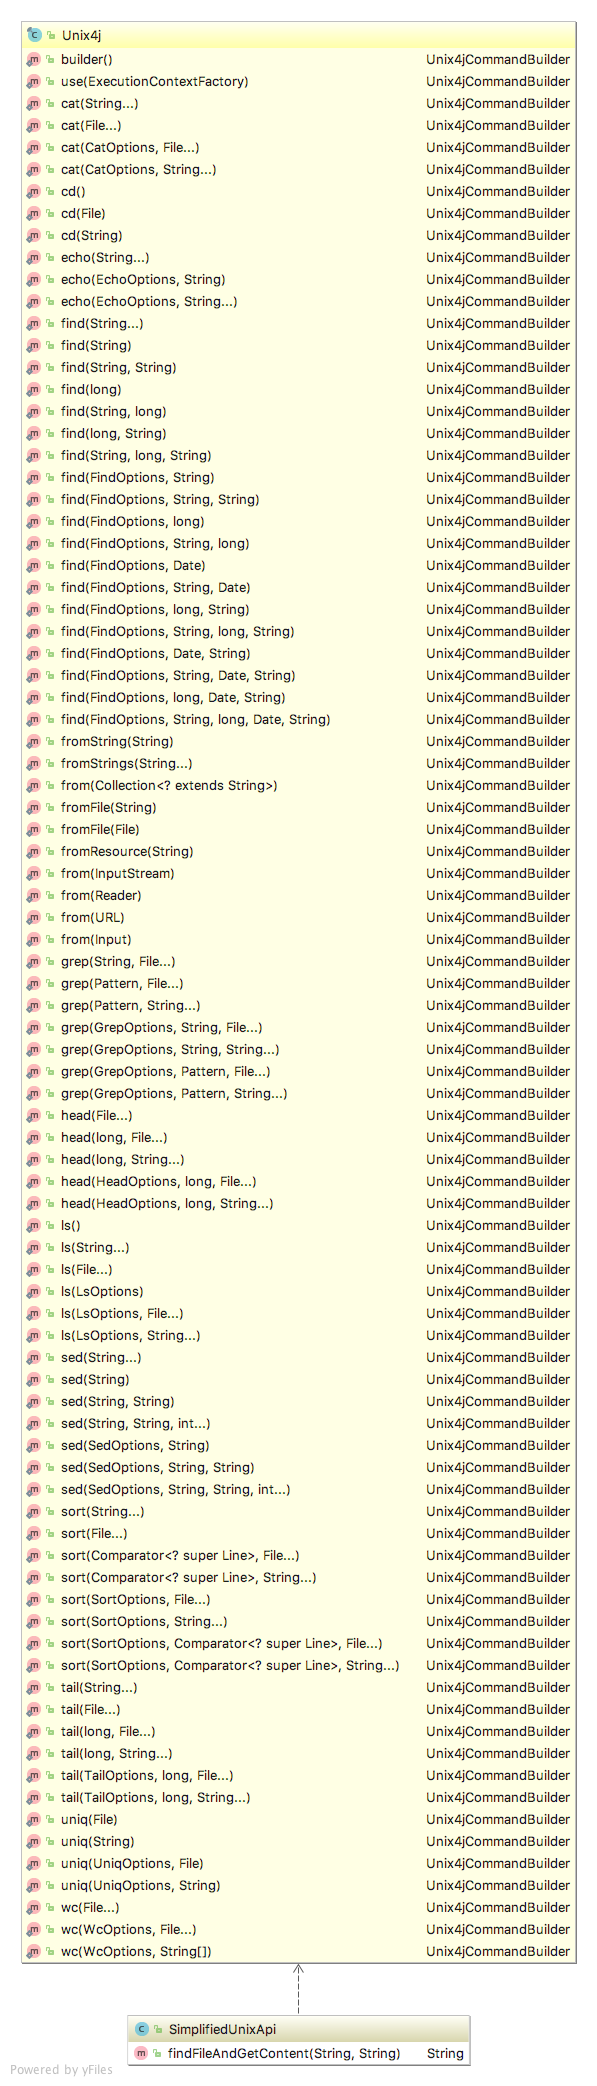 Unix4j
builder() Unix4jCommandBuilder
use(ExecutionContextFactory) Unix4jCommandBuilder
cat(String...) Unix4jCommandBuilder
cat(File...) Unix4jCommandBuilder
cat(CatOptions, File...) Unix4jCommandBuilder
cat(CatOptions, String...) Unix4jCommandBuilder
cd() Unix4jCommandBuilder
cd(File) Unix4jCommandBuilder
cd(String) Unix4jCommandBuilder
echo(String...) Unix4jCommandBuilder
echo(EchoOptions, String) Unix4jCommandBuilder
echo(EchoOptions, String...) Unix4jCommandBuilder
find(String...) Unix4jCommandBuilder
find(String) Unix4jCommandBuilder
find(String, String) Unix4jCommandBuilder
find(long) Unix4jCommandBuilder
find(String, long) Unix4jCommandBuilder
find(long, String) Unix4jCommandBuilder
find(String, long, String) Unix4jCommandBuilder
find(FindOptions, String) Unix4jCommandBuilder
find(FindOptions, String, String) Unix4jCommandBuilder
find(FindOptions, long) Unix4jCommandBuilder
find(FindOptions, String, long) Unix4jCommandBuilder
find(FindOptions, Date) Unix4jCommandBuilder
find(FindOptions, String, Date) Unix4jCommandBuilder
find(FindOptions, long, String) Unix4jCommandBuilder
find(FindOptions, String, long, String) Unix4jCommandBuilder
find(FindOptions, Date, String) Unix4jCommandBuilder
find(FindOptions, String, Date, String) Unix4jCommandBuilder
find(FindOptions, long, Date, String) Unix4jCommandBuilder
find(FindOptions, String, long, Date, String) Unix4jCommandBuilder
fromString(String) Unix4jCommandBuilder
fromStrings(String...) Unix4jCommandBuilder
from(Collection<? extends String>) Unix4jCommandBuilder
fromFile(String) Unix4jCommandBuilder
fromFile(File) Unix4jCommandBuilder
fromResource(String) Unix4jCommandBuilder
from(InputStream) Unix4jCommandBuilder
from(Reader) Unix4jCommandBuilder
from(URL) Unix4jCommandBuilder
from(Input) Unix4jCommandBuilder
grep(String, File...) Unix4jCommandBuilder
grep(Pattern, File...) Unix4jCommandBuilder
grep(Pattern, String...) Unix4jCommandBuilder
grep(GrepOptions, String, File...) Unix4jCommandBuilder
grep(GrepOptions, String, String...) Unix4jCommandBuilder
grep(GrepOptions, Pattern, File...) Unix4jCommandBuilder
grep(GrepOptions, Pattern, String...) Unix4jCommandBuilder
head(File...) Unix4jCommandBuilder
head(long, File...) Unix4jCommandBuilder
head(long, String...) Unix4jCommandBuilder
head(HeadOptions, long, File...) Unix4jCommandBuilder
head(HeadOptions, long, String...) Unix4jCommandBuilder
ls() Unix4jCommandBuilder
ls(String...) Unix4jCommandBuilder
ls(File...) Unix4jCommandBuilder
ls(LsOptions) Unix4jCommandBuilder
ls(LsOptions, File...) Unix4jCommandBuilder
ls(LsOptions, String...) Unix4jCommandBuilder
sed(String...) Unix4jCommandBuilder
sed(String) Unix4jCommandBuilder
sed(String, String) Unix4jCommandBuilder
sed(String, String, int...) Unix4jCommandBuilder
sed(SedOptions, String) Unix4jCommandBuilder
sed(SedOptions, String, String) Unix4jCommandBuilder
sed(SedOptions, String, String, int...) Unix4jCommandBuilder
sort(String...) Unix4jCommandBuilder
sort(File...) Unix4jCommandBuilder
sort(Comparator<? super Line>, File...) Unix4jCommandBuilder
sort(Comparator<? super Line>, String...) Unix4jCommandBuilder
sort(SortOptions, File...) Unix4jCommandBuilder
sort(SortOptions, String...) Unix4jCommandBuilder
sort(SortOptions, Comparator<? super Line>, File...) Unix4jCommandBuilder
sort(SortOptions, Comparator<? super Line>, String...) Unix4jCommandBuilder
tail(String...) Unix4jCommandBuilder
tail(File...) Unix4jCommandBuilder
tail(long, File...) Unix4jCommandBuilder
tail(long, String...) Unix4jCommandBuilder
tail(TailOptions, long, File...) Unix4jCommandBuilder
tail(TailOptions, long, String...) Unix4jCommandBuilder
uniq(File) Unix4jCommandBuilder
uniq(String) Unix4jCommandBuilder
uniq(UniqOptions, File) Unix4jCommandBuilder
uniq(UniqOptions, String) Unix4jCommandBuilder
wc(File...) Unix4jCommandBuilder
wc(WcOptions, File...) Unix4jCommandBuilder
wc(WcOptions, String[]) Unix4jCommandBuilder
SimplifiedUnixApi
findFileAndGetContent(String, String) String
Powered by yFiles